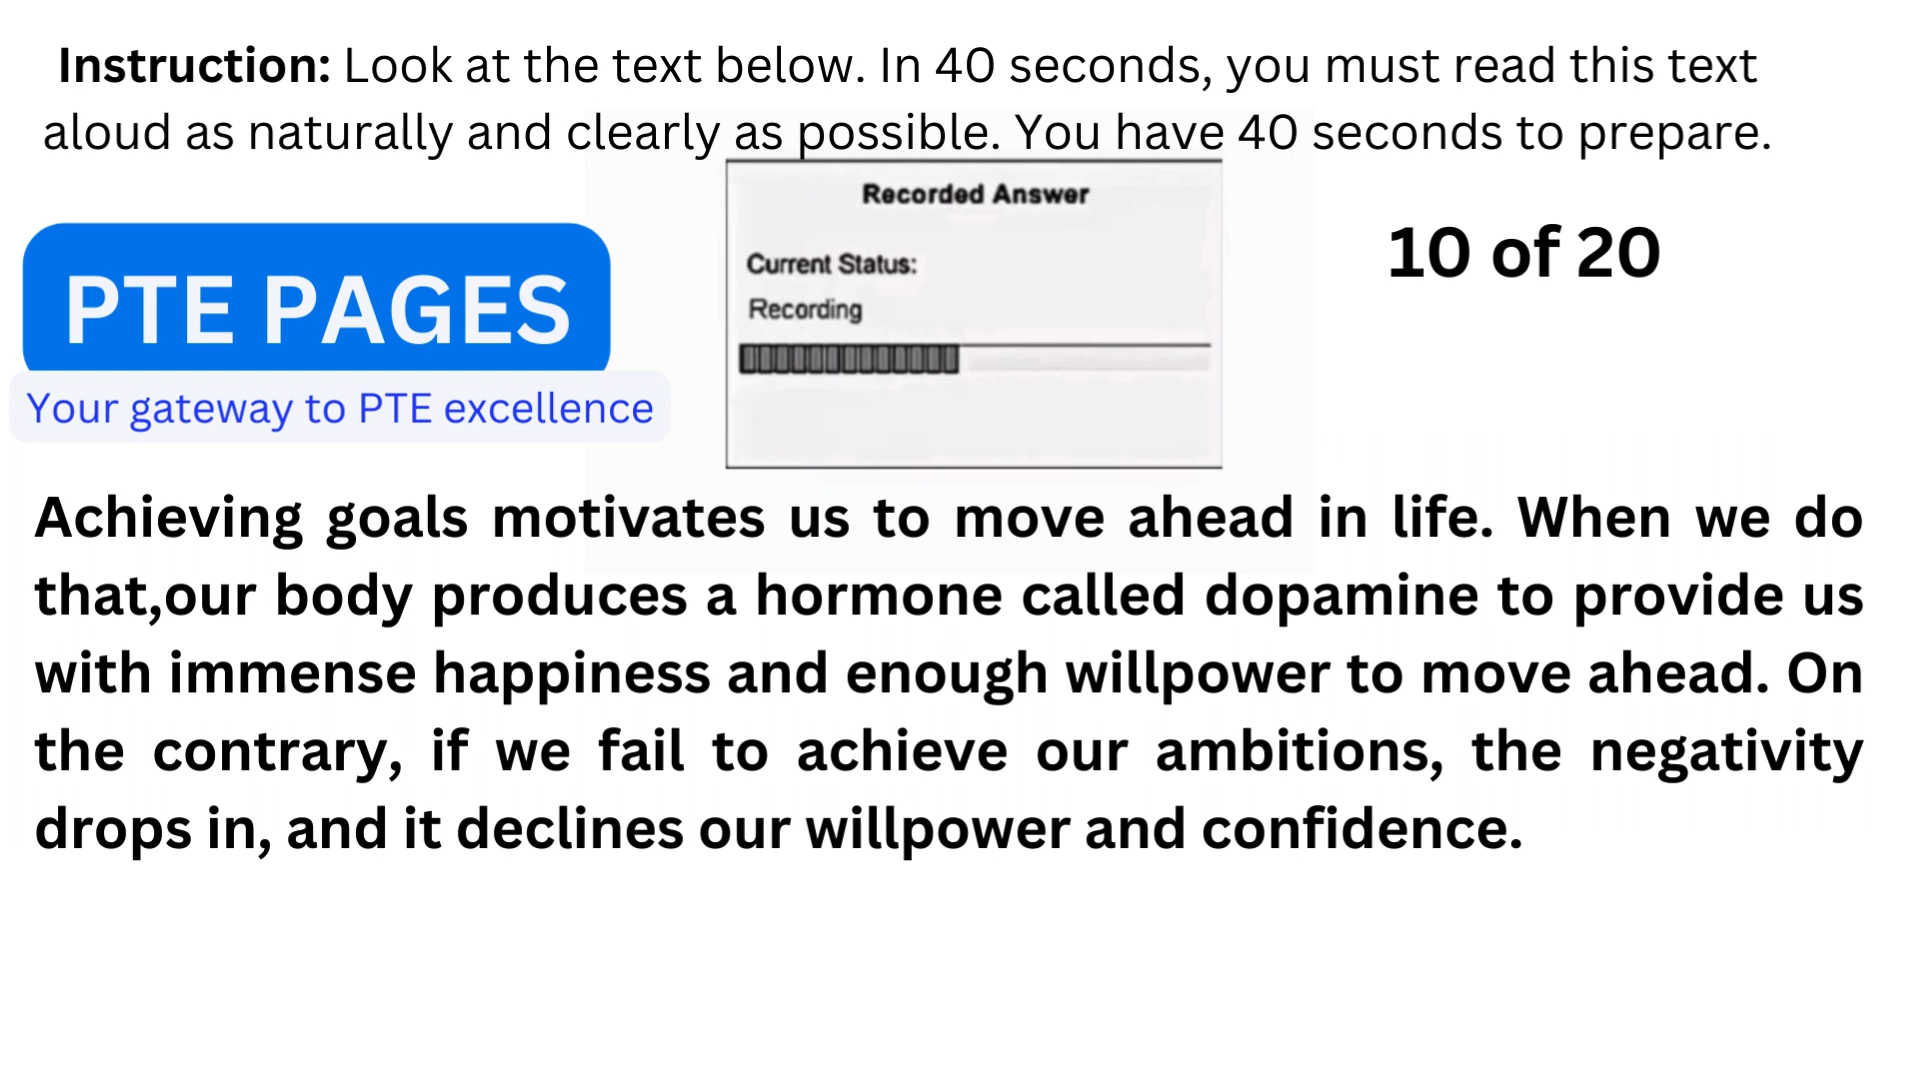 Instruction: Look at the text below. In 40 seconds, you must read this text
aloud as naturally and clearly as possible. You have 40 seconds to prepare.
Recorded Answer
Current Status:
Recording
10 of 20
PTE PAGES
Your gateway to PTE excellence
Achieving goals motivates us to move ahead in life. When we do
that,our body produces a hormone called dopamine to provide us
with immense happiness and enough willpower to move ahead. On
the contrary, if we fail to achieve our ambitions, the negativity
drops in, and it declines our willpower and confidence.